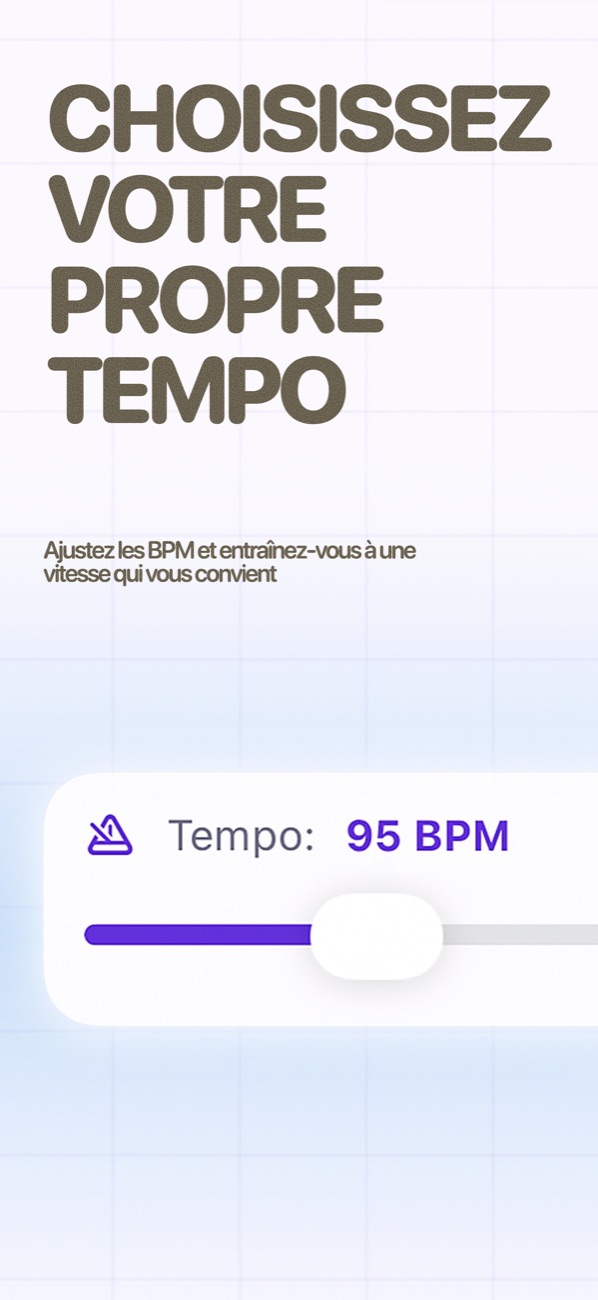 CHOISISSEZ
VOTRE
PROPRE
TEMPO
Ajustez les BPM et entraînez-vous à une
vitesse qui vous convient
Tempo: 95 BPM